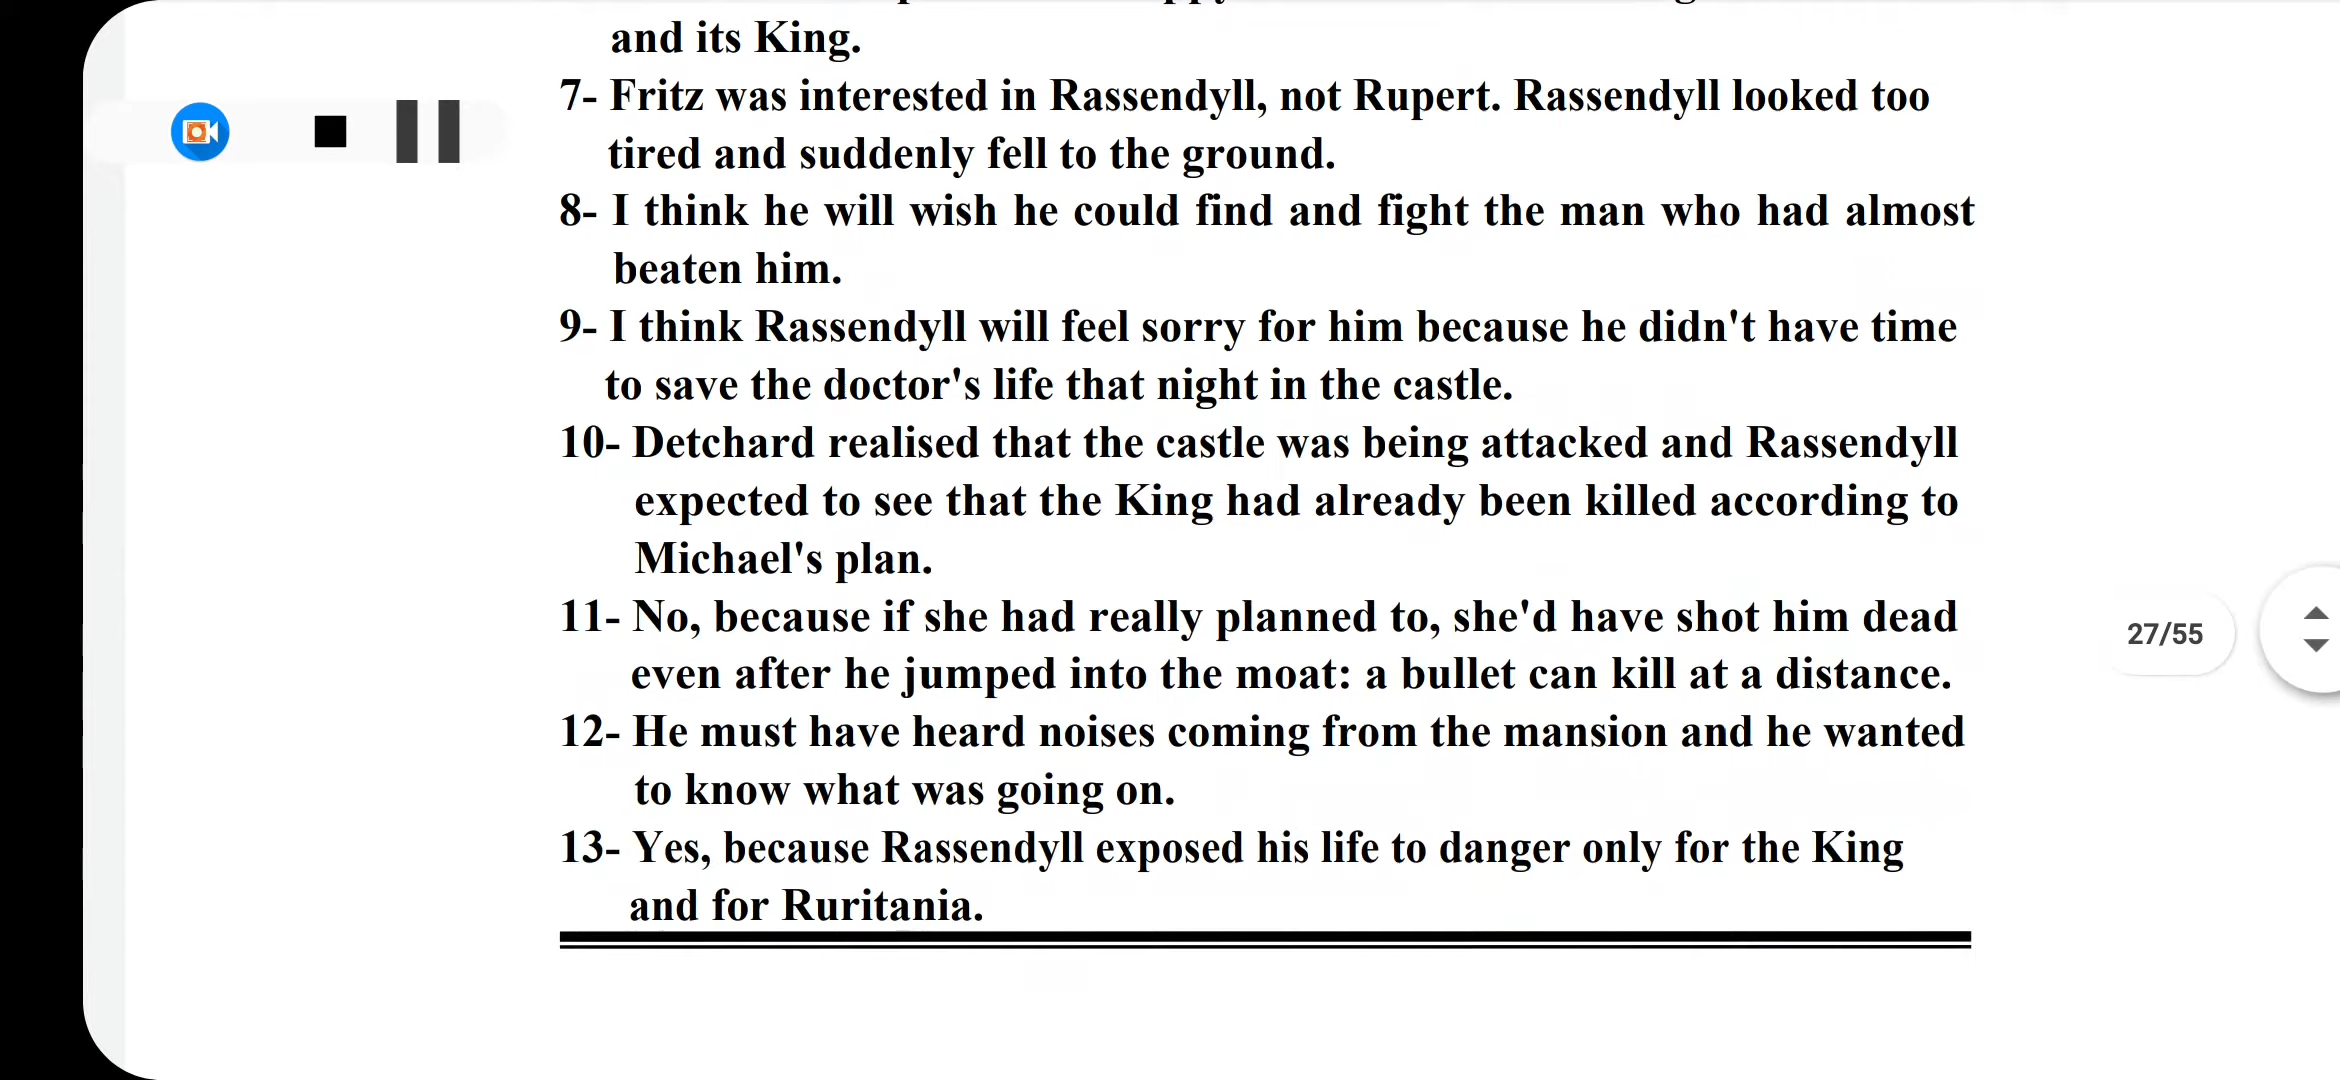 and its King.
7- Fritz was interested in Rassendyll, not Rupert. Rassendyll looked too
tired and suddenly fell to the ground.
8- I think he will wish he could find and fight the man who had almost
beaten him.
9- I think Rassendyll will feel sorry for him because he didn't have time
to save the doctor's life that night in the castle.
10- Detchard realised that the castle was being attacked and Rassendyll
expected to see that the King had already been killed according to
Michael's plan.
11- No, because if she had really planned to, she'd have shot him dead
even after he jumped into the moat: a bullet can kill at a distance.
12- He must have heard noises coming from the mansion and he wanted
to know what was going on.
13- Yes, because Rassendyll exposed his life to danger only for the King
and for Ruritania.
27/55